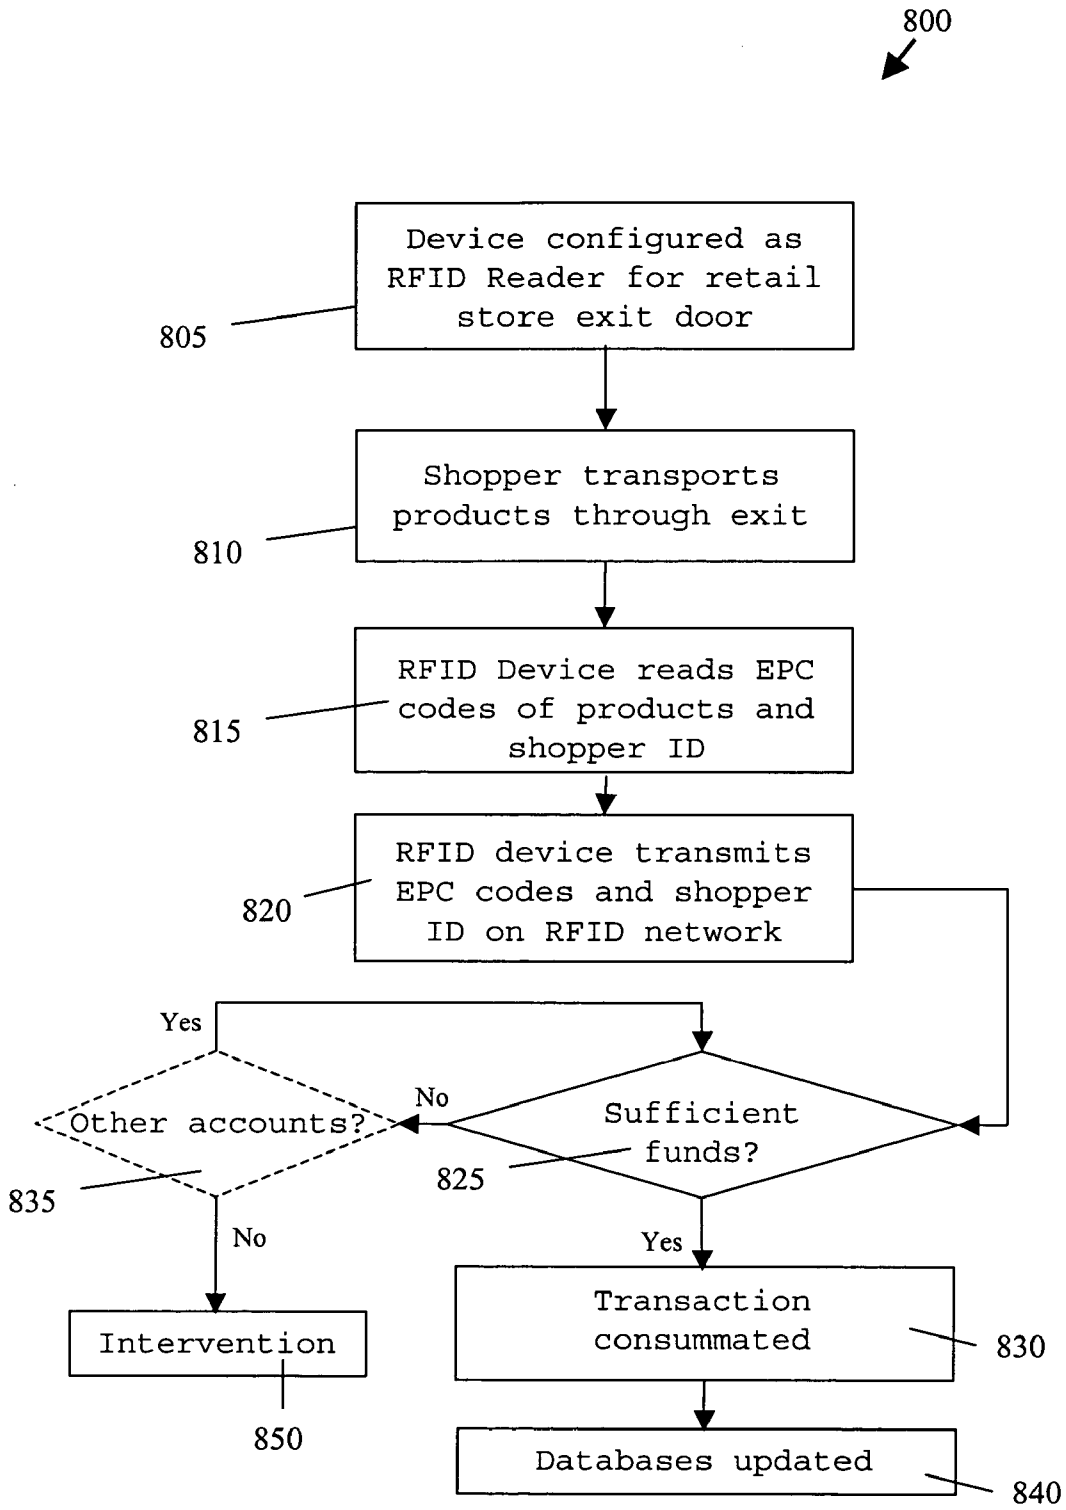 800
Device configured as
RFID Reader for retail
store exit door
805
Shopper transports
products through exit
810
RFID Device reads EPC
codes of products and
shopper ID
815
RFID device transmits
EPC codes and shopper
ID on RFID network
820
Yes
Other accounts?
No
Sufficient
funds?
825
835
No
Yes
Transaction
consummated
830
Intervention
850
Databases updated
840